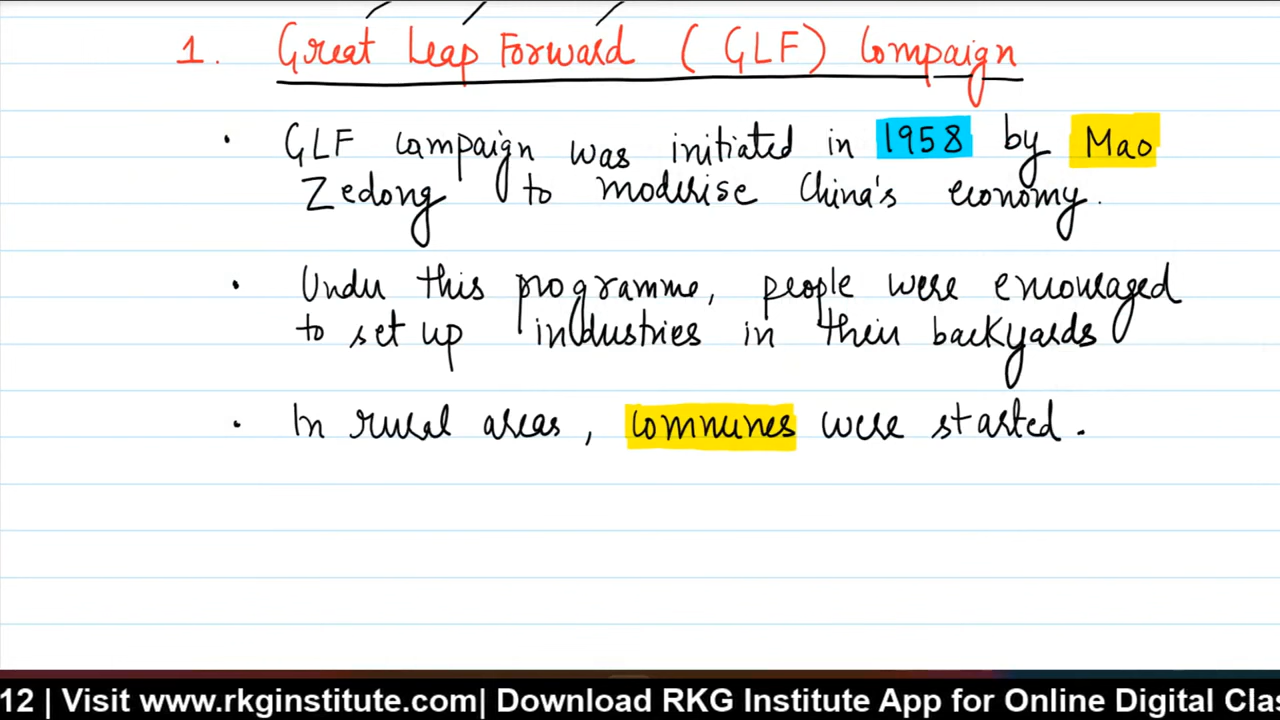 1. Great Leap Forward (GLF) Compaign
• GLF campaign was initiated in 1958 by Mao
Zedong to moderise China's economy.
• Under this programme, people were encouraged
to set up industries in their backyards
• In rural areas, communes were started.
12 | Visit www.rkginstitute.com| Download RKG Institute App for Online Digital Clas